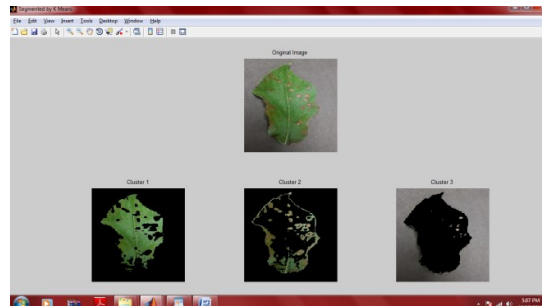 Segmented by K Means
File Edit View Insert Tools Desktop Window Help
Original Image
Cluster 1 Cluster 2 Cluster 3
5:07 PM